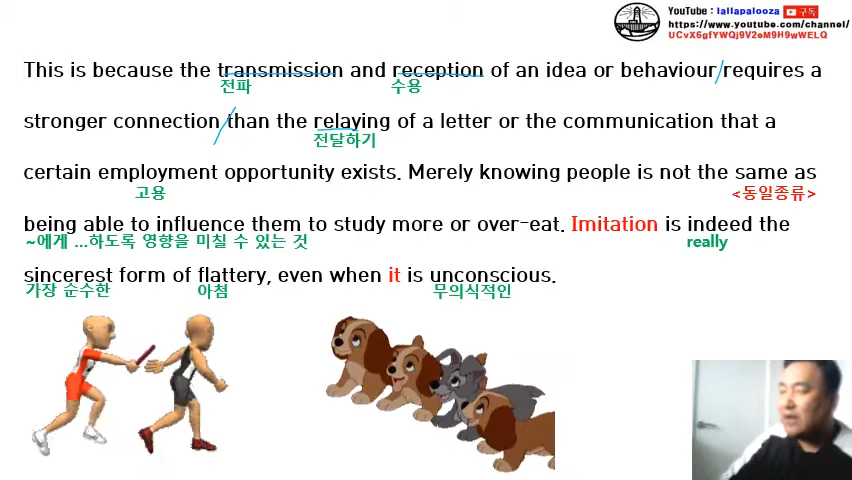 YouTube : lallapalooza 구독
https://www.youtube.com/channel/
UCvX6gfYWQj9V2eM9H9wWELQ
This is because the transmission and reception of an idea or behaviour requires a
전파 수용
stronger connection than the relaying of a letter or the communication that a
전달하기
certain employment opportunity exists. Merely knowing people is not the same as
고용 <동일종류>
being able to influence them to study more or over-eat. Imitation is indeed the
~에게 ...하도록 영향을 미칠 수 있는 것 really
sincerest form of flattery, even when it is unconscious.
가장 순수한 아첨 무의식적인